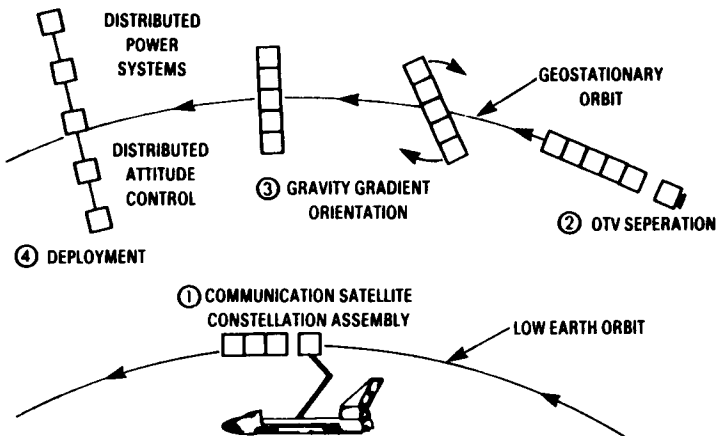 DISTRIBUTED
POWER
SYSTEMS
GEOSTATIONARY
ORBIT
DISTRIBUTED
ATTITUDE
CONTROL
③ GRAVITY GRADIENT
ORIENTATION
② OTV SEPERATION
④ DEPLOYMENT
① COMMUNICATION SATELLITE
CONSTELLATION ASSEMBLY
LOW EARTH ORBIT